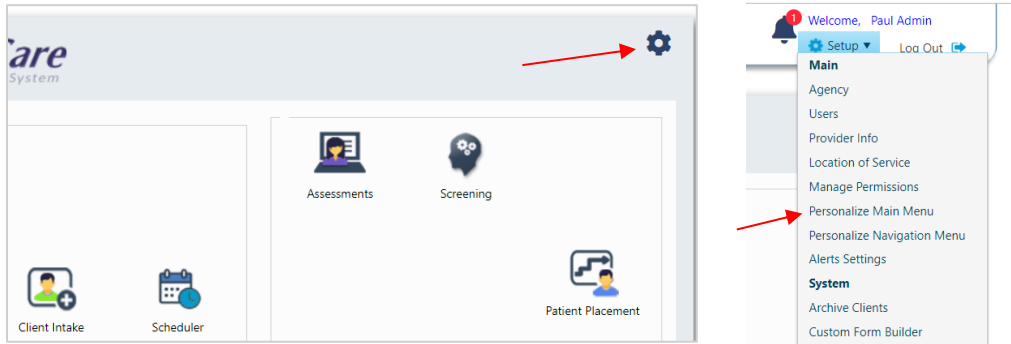 are
System
Assessments
Screening
Client Intake
Scheduler
Patient Placement
1
Welcome, Paul Admin
Setup ▼
Log Out
Main
Agency
Users
Provider Info
Location of Service
Manage Permissions
Personalize Main Menu
Personalize Navigation Menu
Alerts Settings
System
Archive Clients
Custom Form Builder